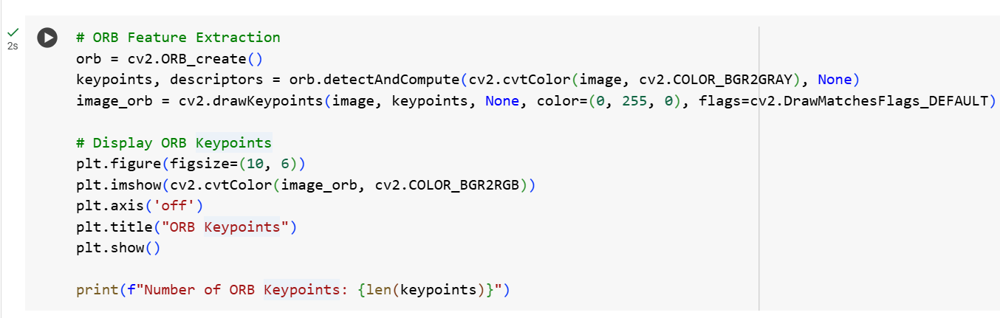 # ORB Feature Extraction
orb = cv2.ORB_create()
keypoints, descriptors = orb.detectAndCompute(cv2.cvtColor(image, cv2.COLOR_BGR2GRAY), None)
image_orb = cv2.drawKeypoints(image, keypoints, None, color=(0, 255, 0), flags=cv2.DrawMatchesFlags_DEFAULT)
2s
# Display ORB Keypoints
plt.figure(figsize=(10, 6))
plt.imshow(cv2.cvtColor(image_orb, cv2.COLOR_BGR2RGB))
plt.axis('off')
plt.title("ORB Keypoints")
plt.show()
print(f"Number of ORB Keypoints: {len(keypoints)}")